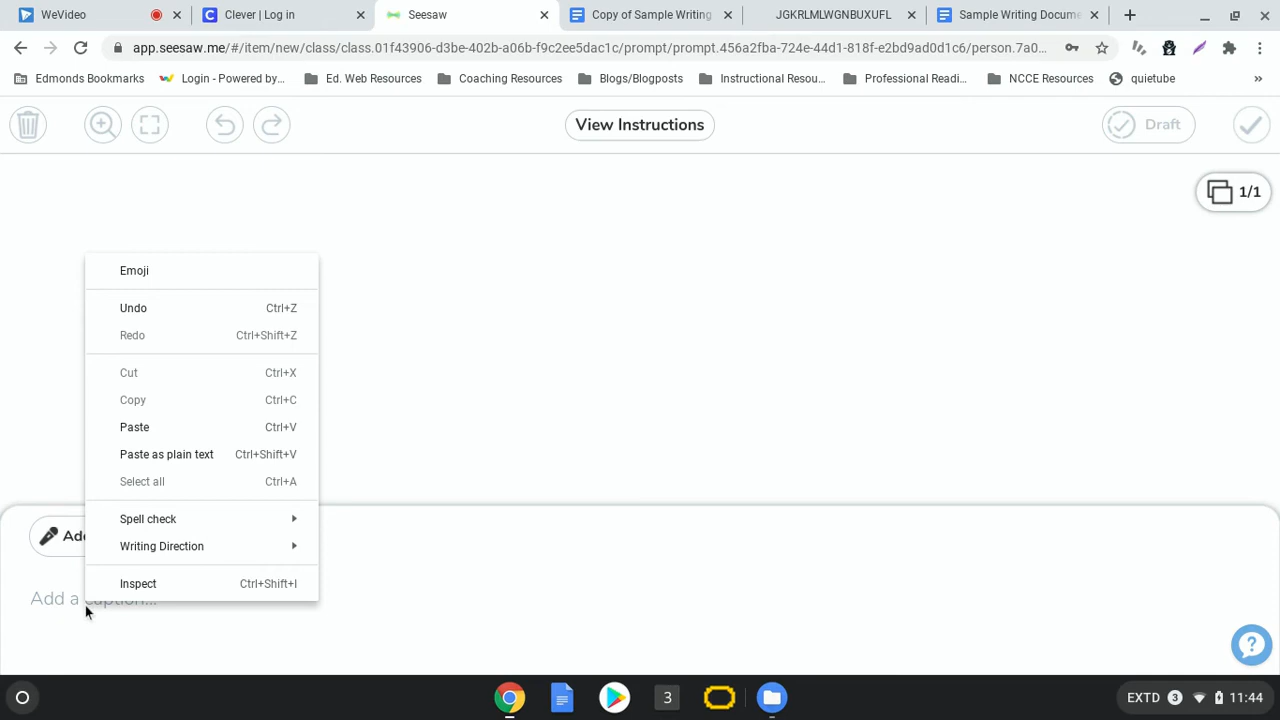 WeVideo
Clever | Log in
Seesaw
Copy of Sample Writing
JGKRLMLWGNBUXUFL
Sample Writing Docume
app.seesaw.me/#/item/new/class/class.01f43906-d3be-402b-a06b-f9c2ee5dac1c/prompt/prompt.456a2fba-724e-44d1-818f-e2bd9ad0d1c6/person.7a0...
Edmonds Bookmarks
Login - Powered by...
Ed. Web Resources
Coaching Resources
Blogs/Blogposts
Instructional Resou...
Professional Readi...
NCCE Resources
quietube
»
View Instructions
Draft
1/1
Emoji
Undo Ctrl+Z
Redo Ctrl+Shift+Z
Cut Ctrl+X
Copy Ctrl+C
Paste Ctrl+V
Paste as plain text Ctrl+Shift+V
Select all Ctrl+A
Spell check
Writing Direction
Inspect Ctrl+Shift+I
Add
Add a caption...
?
3
EXTD 3 11:44